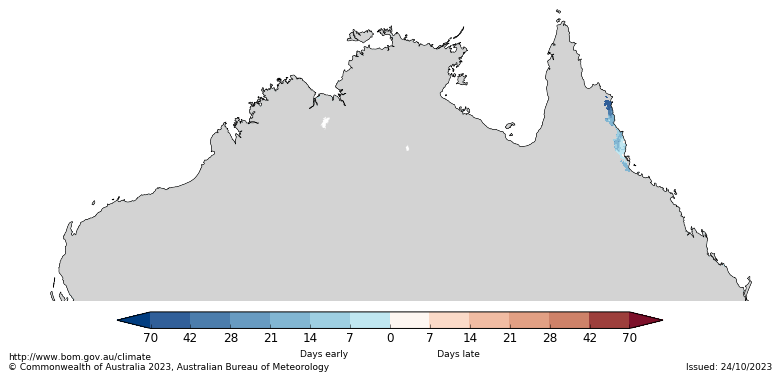 70 42 28 21 14 7 0 7 14 21 28 42 70
Days early Days late
http://www.bom.gov.au/climate
© Commonwealth of Australia 2023, Australian Bureau of Meteorology Issued: 24/10/2023